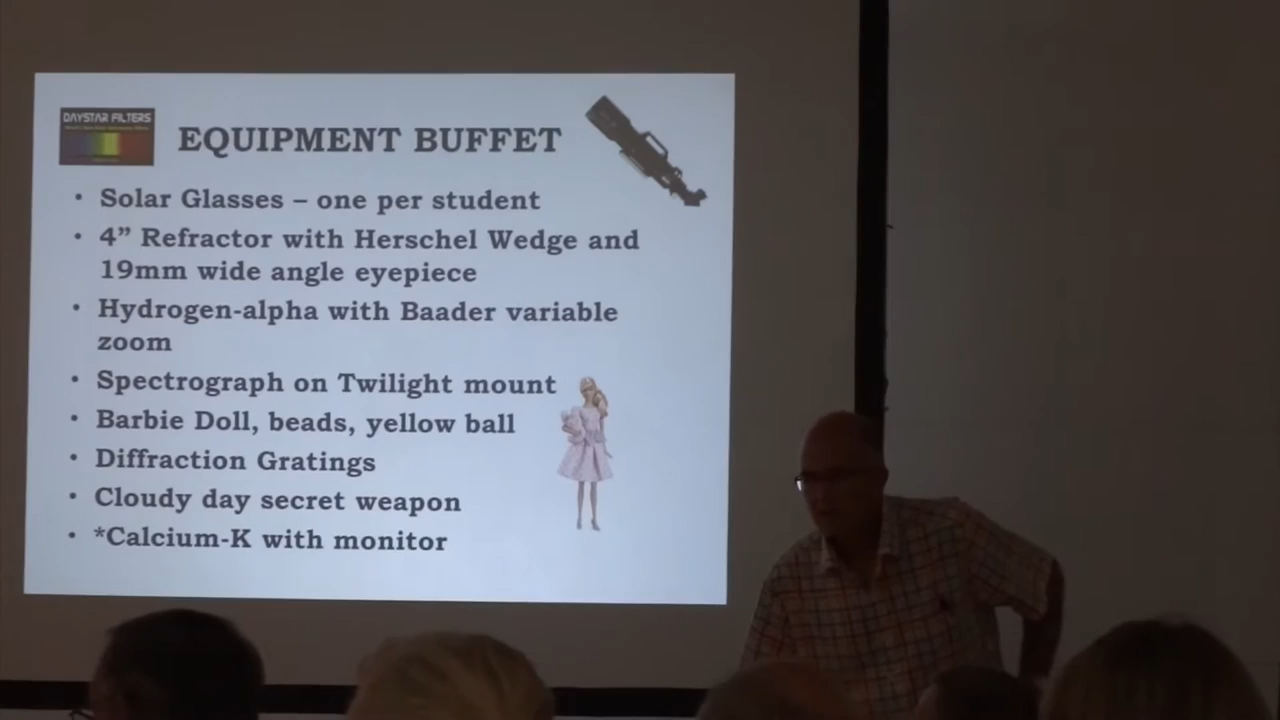 DAYSTAR FILTERS
EQUIPMENT BUFFET
• Solar Glasses – one per student
• 4” Refractor with Herschel Wedge and
19mm wide angle eyepiece
• Hydrogen-alpha with Baader variable
zoom
• Spectrograph on Twilight mount
• Barbie Doll, beads, yellow ball
• Diffraction Gratings
• Cloudy day secret weapon
• *Calcium-K with monitor